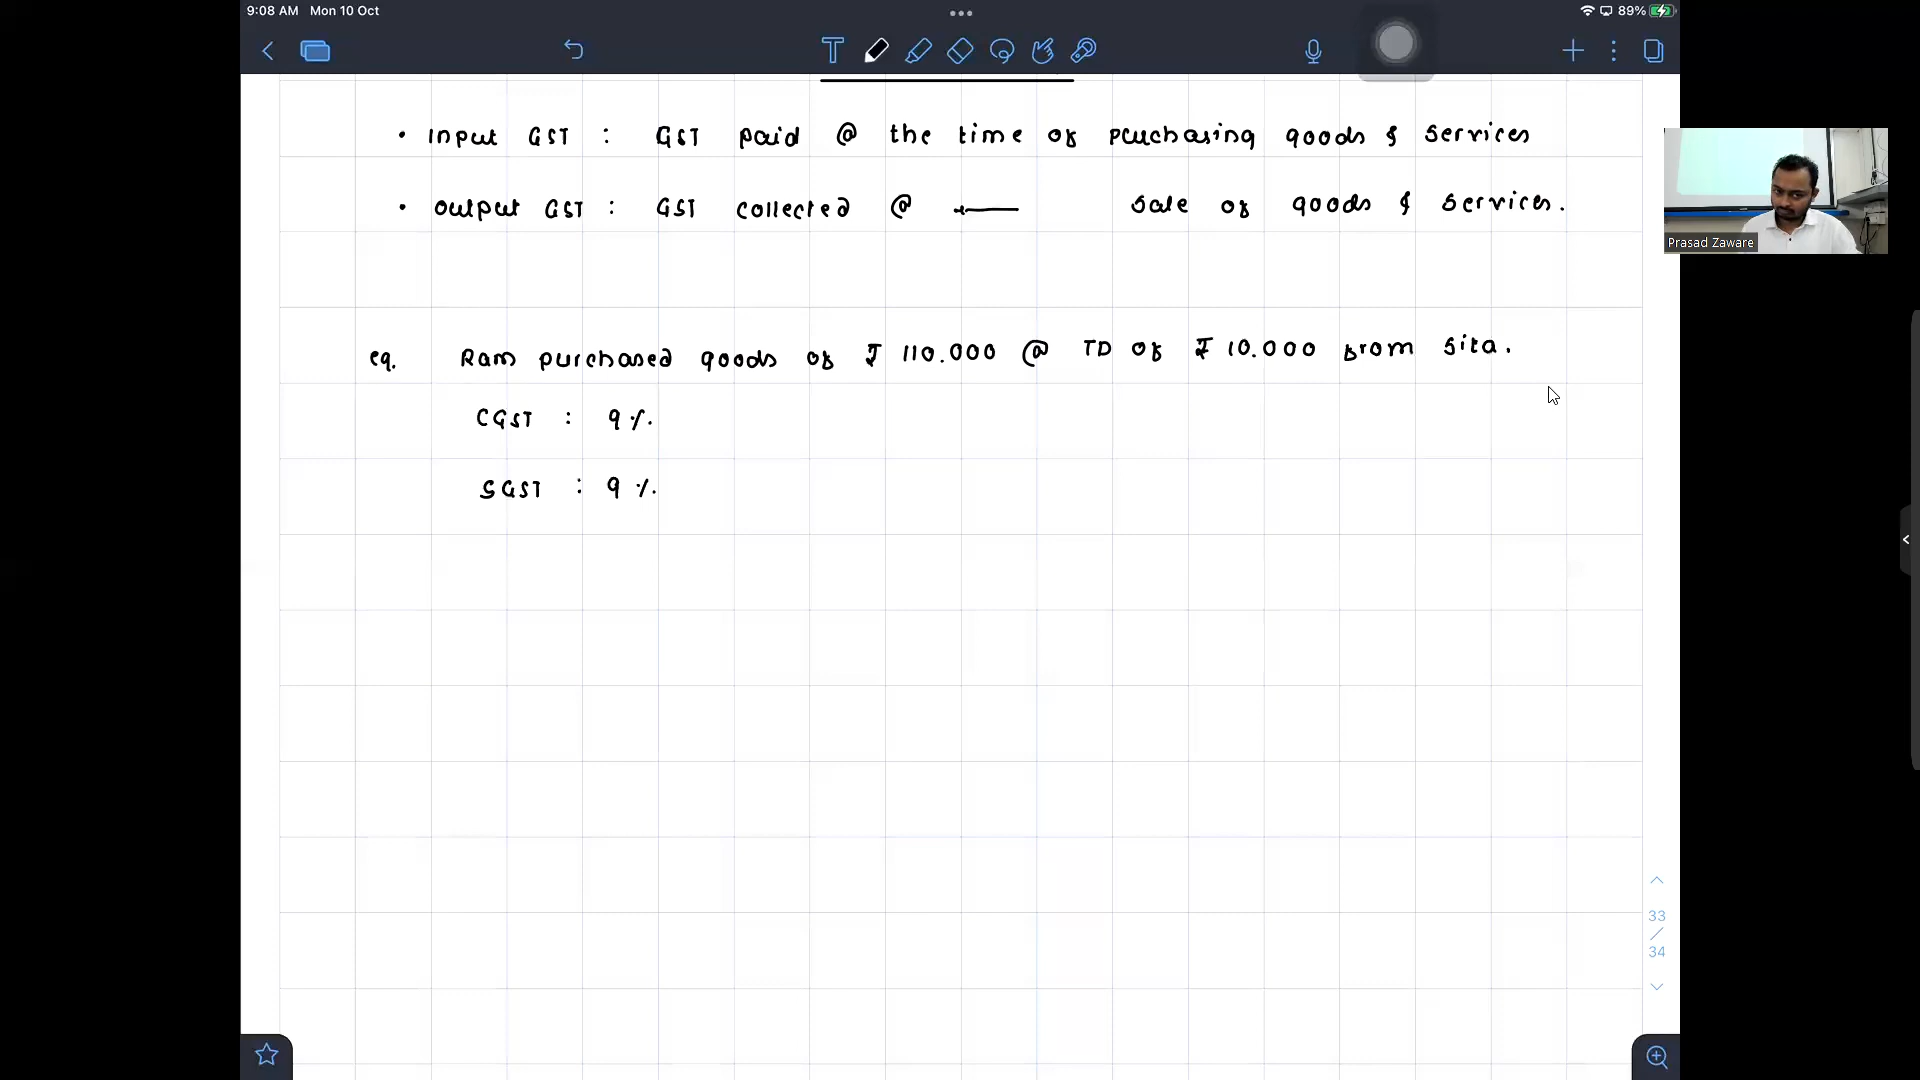 9:08 AM Mon 10 Oct
89%
• Input GST : GST paid @ the time of puchasing goods & services
• Output GST : GST collected @ sale of goods & services.
Prasad Zaware
eg. Ram purchased goods of ₹ 110.000 @ TD of ₹ 10.000 from Sita.
CGST : 9 %.
SGST : 9 %.
33
/
34